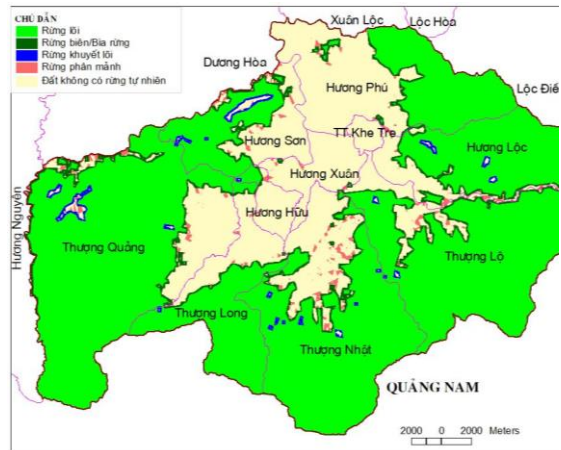 CHÚ DẪN
Rừng lõi
Rừng biên/Bìa rừng
Rừng khuyết lõi
Rừng phân mảnh
Đất không có rừng tự nhiên
Xuân Lộc
Lộc Hòa
Dương Hòa
Lộc Điề
Hương Phú
TT.Khe Tre
Hương Sơn
Hương Lộc
Hương Xuân
Hương Hữu
Hương Nguyên
Thượng Quảng
Thượng Lộ
Thượng Long
Thượng Nhật
QUẢNG NAM
2000 0 2000 Meters